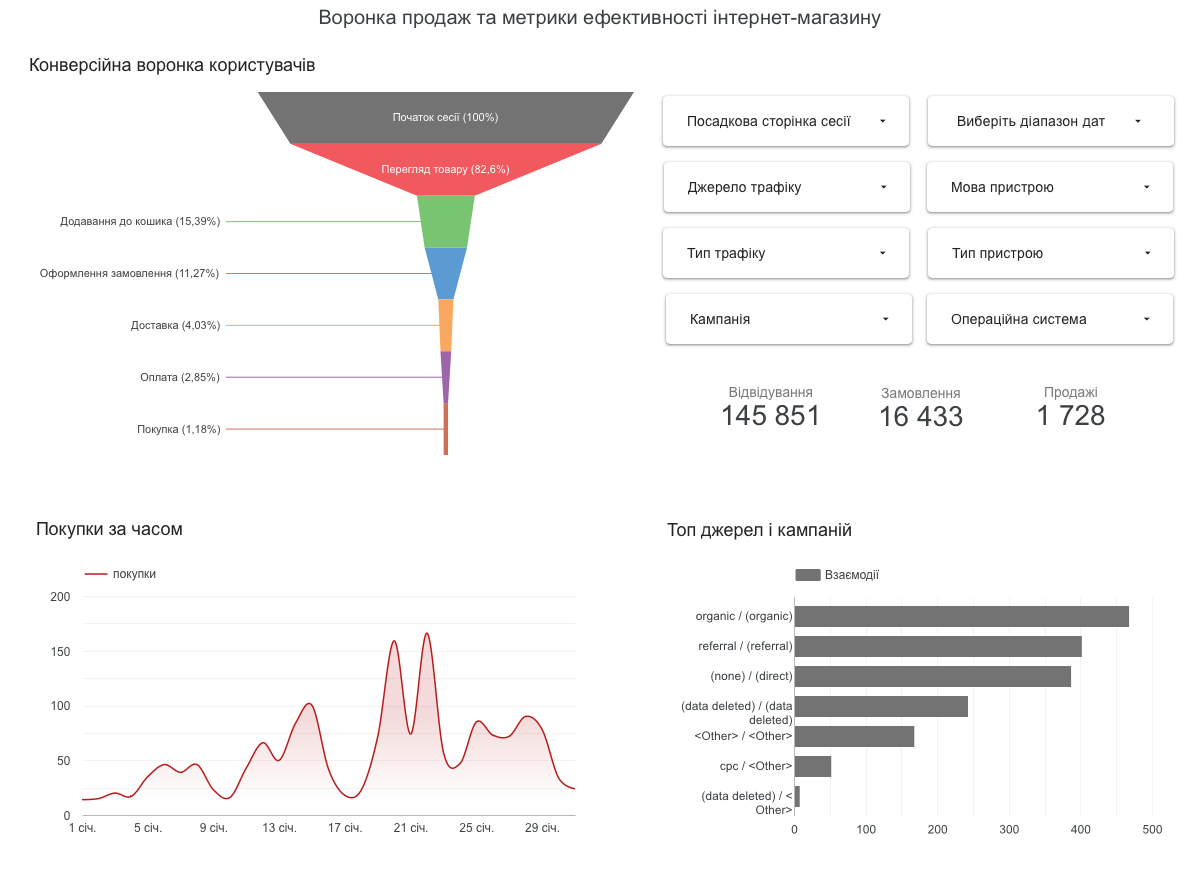 Воронка продаж та метрики ефективності інтернет-магазину
Конверсійна воронка користувачів
Початок сесії (100%)
Перегляд товару (82,6%)
Додавання до кошика (15,39%)
Оформлення замовлення (11,27%)
Доставка (4,03%)
Оплата (2,85%)
Покупка (1,18%)
Посадкова сторінка сесії
Виберіть діапазон дат
Джерело трафіку
Мова пристрою
Тип трафіку
Тип пристрою
Кампанія
Операційна система
Відвідування
145 851
Замовлення
16 433
Продажі
1 728
Покупки за часом
покупки
200
150
100
50
0
1 січ.
5 січ.
9 січ.
13 січ.
17 січ.
21 січ.
25 січ.
29 січ.
Топ джерел і кампаній
Взаємодії
organic / (organic)
referral / (referral)
(none) / (direct)
(data deleted) / (data
deleted)
<Other> / <Other>
cpc / <Other>
(data deleted) / <
Other>
0
100
200
300
400
500